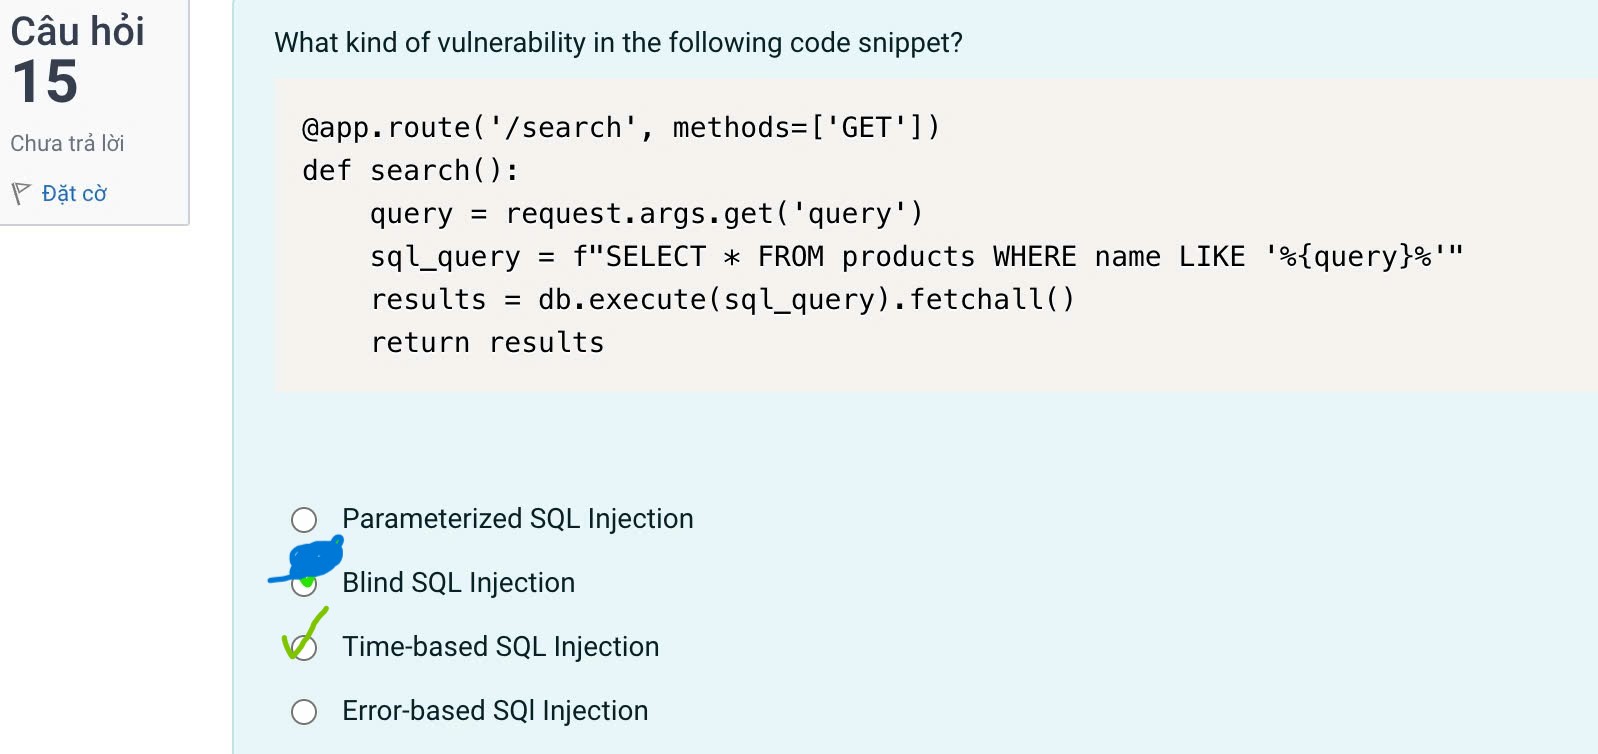 Câu hỏi
15
Chưa trả lời
Đặt cờ
What kind of vulnerability in the following code snippet?
@app.route('/search', methods=['GET'])
def search():
    query = request.args.get('query')
    sql_query = f"SELECT * FROM products WHERE name LIKE '%{query}%'"
    results = db.execute(sql_query).fetchall()
    return results
Parameterized SQL Injection
Blind SQL Injection
Time-based SQL Injection
Error-based SQl Injection